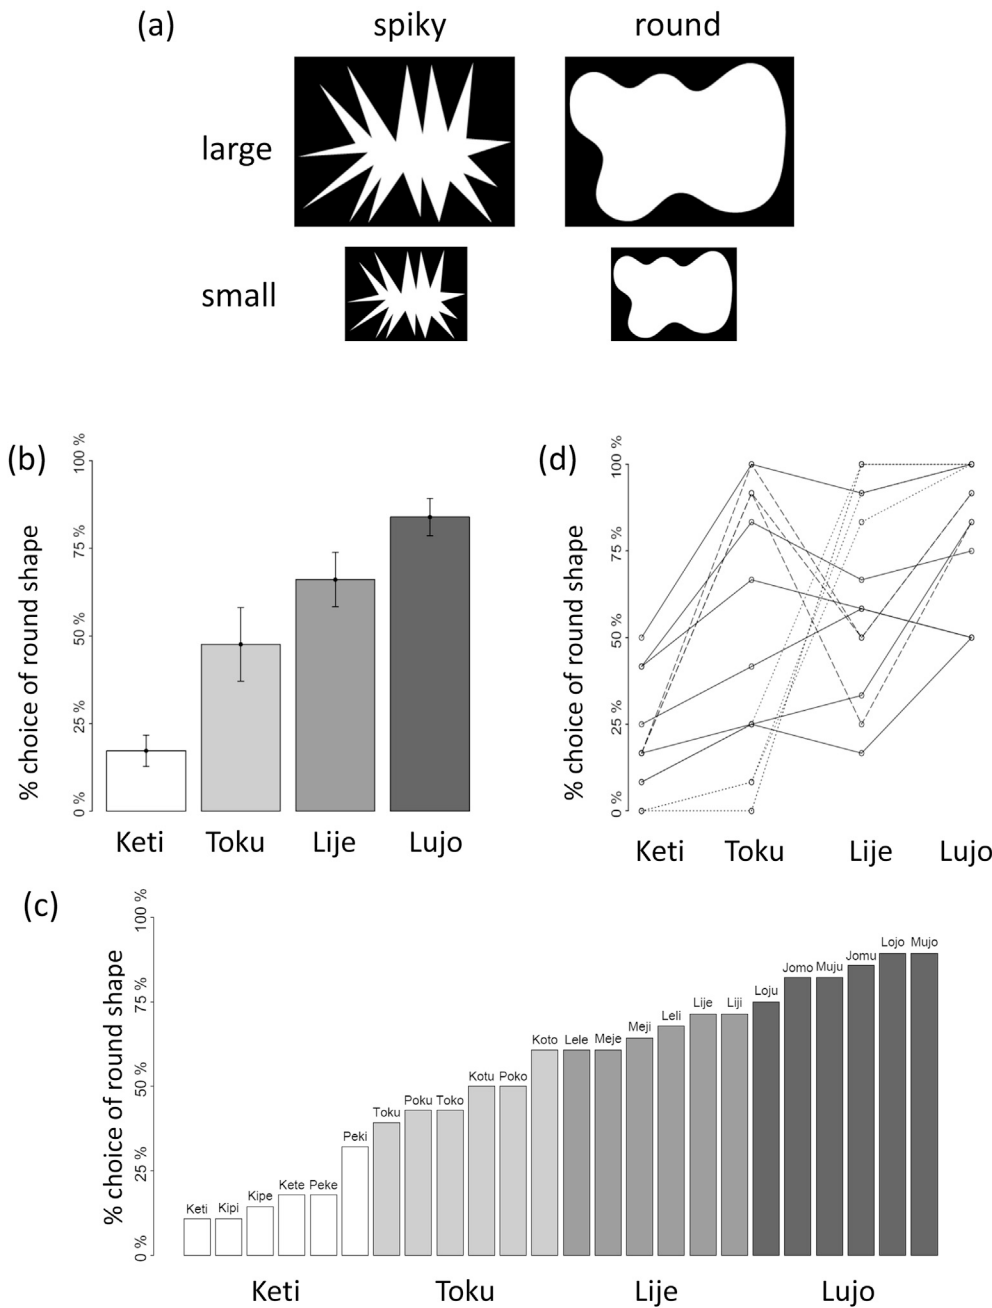 (a)
spiky
round
large
small
(b)
% choice of round shape
100 %
75 %
50 %
25 %
0 %
Keti
Toku
Lije
Lujo
(d)
% choice of round shape
100 %
75 %
50 %
25 %
0 %
Keti
Toku
Lije
Lujo
(c)
% choice of round shape
100 %
75 %
50 %
25 %
0 %
Keti
Kipi
Kipe
Kete
Peke
Peki
Toku
Poku
Toko
Kotu
Poko
Koto
Lele
Meje
Meji
Leli
Lije
Liji
Loju
Jomo
Muju
Jomu
Lojo
Mujo
Keti
Toku
Lije
Lujo